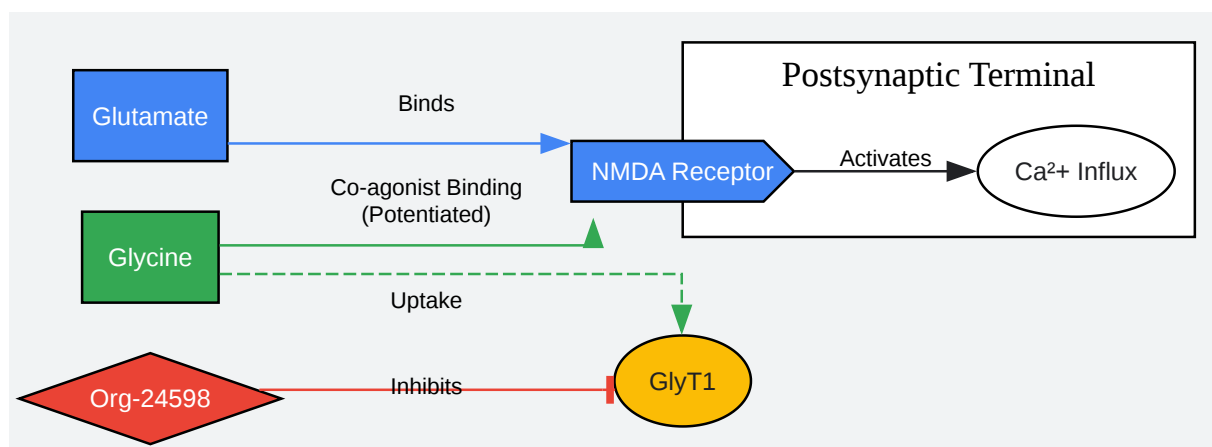 Postsynaptic Terminal
Glutamate
Binds
NMDA Receptor
Activates
Ca²+ Influx
Co-agonist Binding
(Potentiated)
Glycine
Uptake
Org-24598
Inhibits
GlyT1